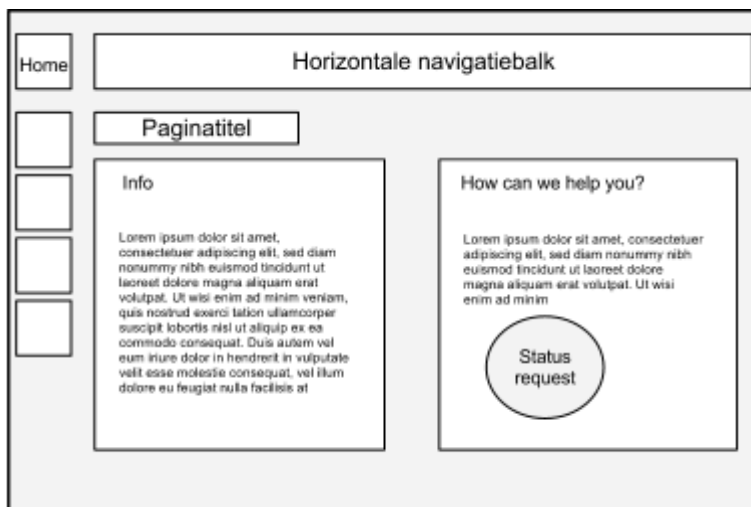 Home
Horizontale navigatiebalk
Paginatitel
Info
Lorem ipsum dolor sit amet,
consectetuer adipiscing elit, sed diam
nonummy nibh euismod tincidunt ut
laoreet dolore magna aliquam erat
volutpat. Ut wisi enim ad minim veniam,
quis nostrud exerci tation ullamcorper
suscipit lobortis nisl ut aliquip ex ea
commodo consequat. Duis autem vel
eum iriure dolor in hendrerit in vulputate
velit esse molestie consequat, vel illum
dolore eu feugiat nulla facilisis at
How can we help you?
Lorem ipsum dolor sit amet, consectetuer
adipiscing elit, sed diam nonummy nibh
euismod tincidunt ut laoreet dolore
magna aliquam erat volutpat. Ut wisi
enim ad minim
Status
request